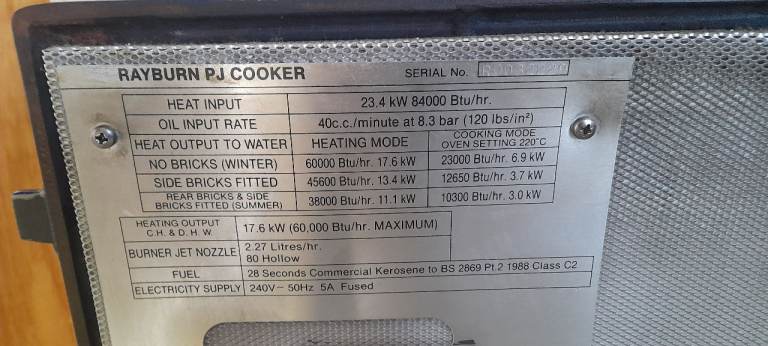 RAYBURN PJ COOKER SERIAL No.
HEAT INPUT 23.4 kW 84000 Btu/hr.
OIL INPUT RATE 40c.c./minute at 8.3 bar (120 lbs/in²)
HEAT OUTPUT TO WATER HEATING MODE COOKING MODE OVEN SETTING 220°C
NO BRICKS (WINTER) 60000 Btu/hr. 17.6 kW 23000 Btu/hr. 6.9 kW
SIDE BRICKS FITTED 45600 Btu/hr. 13.4 kW 12650 Btu/hr. 3.7 kW
REAR BRICKS & SIDE BRICKS FITTED (SUMMER) 38000 Btu/hr. 11.1 kW 10300 Btu/hr. 3.0 kW
HEATING OUTPUT C.H. & D.H.W. 17.6 kW (60,000 Btu/hr. MAXIMUM)
BURNER JET NOZZLE 2.27 Litres/hr.
80 Hollow
FUEL 28 Seconds Commercial Kerosene to BS 2869 Pt 2 1988 Class C2
ELECTRICITY SUPPLY 240V~ 50Hz 5A Fused